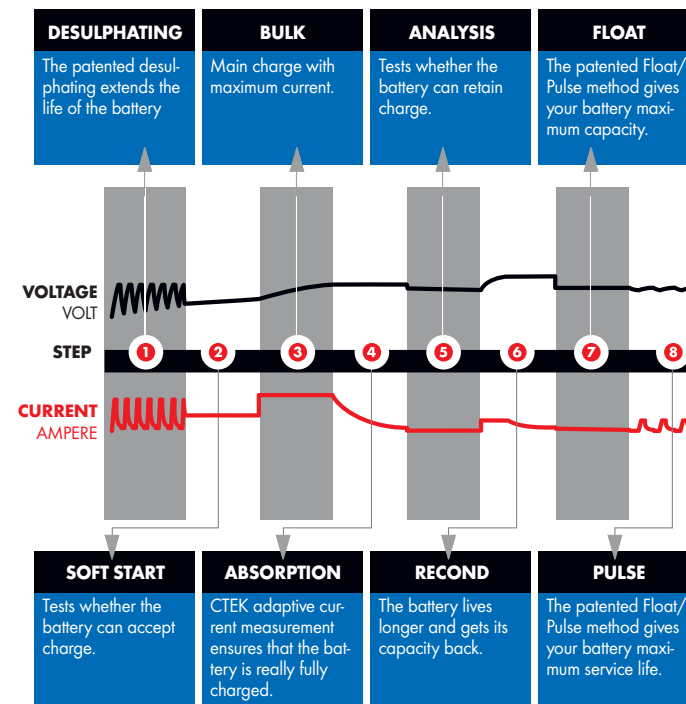 DESULPHATING
The patented desul-
phating extends the
life of the battery
BULK
Main charge with
maximum current.
ANALYSIS
Tests whether the
battery can retain
charge.
FLOAT
The patented Float/
Pulse method gives
your battery maxi-
mum capacity.
VOLTAGE
VOLT
STEP
1 2 3 4 5 6 7 8
CURRENT
AMPERE
SOFT START
Tests whether the
battery can accept
charge.
ABSORPTION
CTEK adaptive cur-
rent measurement
ensures that the bat-
tery is really fully
charged.
RECOND
The battery lives
longer and gets its
capacity back.
PULSE
The patented Float/
Pulse method gives
your battery maxi-
mum service life.